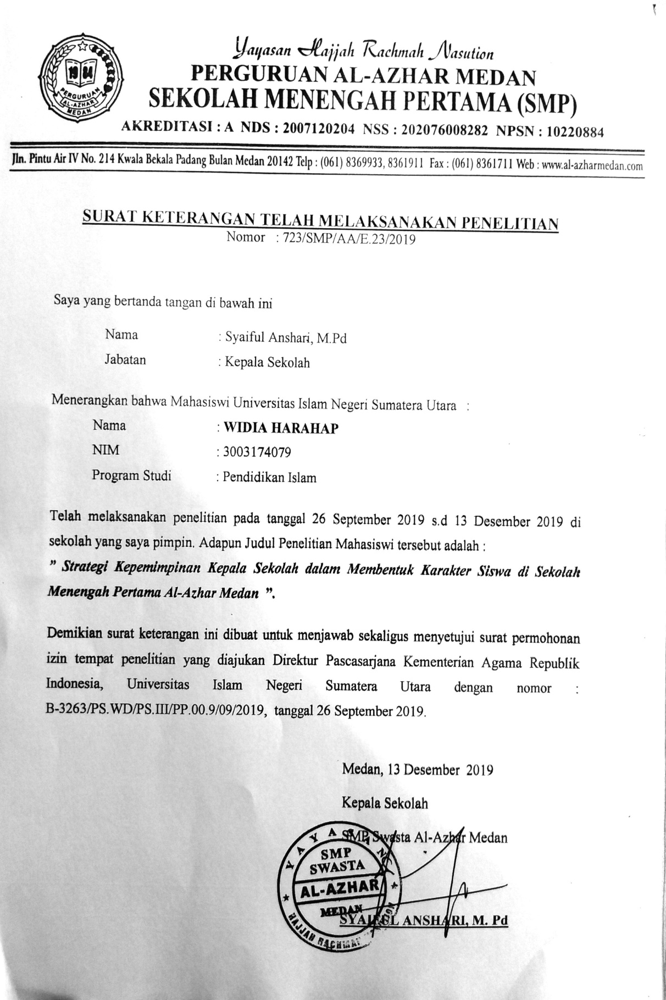 1984
PERGURUAN
AL-AZHAR
MEDAN
Yayasan Hajjah Rachmah Nasution
PERGURUAN AL-AZHAR MEDAN
SEKOLAH MENENGAH PERTAMA (SMP)
AKREDITASI : A NDS : 2007120204 NSS : 202076008282 NPSN : 10220884
Jln. Pintu Air IV No. 214 Kwala Bekala Padang Bulan Medan 20142 Telp : (061) 8369933, 8361911 Fax : (061) 8361711 Web : www.al-azharmedan.com
SURAT KETERANGAN TELAH MELAKSANAKAN PENELITIAN
Nomor : 723/SMP/AA/E.23/2019
Saya yang bertanda tangan di bawah ini
Nama : Syaiful Anshari, M.Pd
Jabatan : Kepala Sekolah
Menerangkan bahwa Mahasiswi Universitas Islam Negeri Sumatera Utara :
Nama : WIDIA HARAHAP
NIM : 3003174079
Program Studi : Pendidikan Islam
Telah melaksanakan penelitian pada tanggal 26 September 2019 s.d 13 Desember 2019 di
sekolah yang saya pimpin. Adapun Judul Penelitian Mahasiswi tersebut adalah :
” Strategi Kepemimpinan Kepala Sekolah dalam Membentuk Karakter Siswa di Sekolah
Menengah Pertama Al-Azhar Medan ”.
Demikian surat keterangan ini dibuat untuk menjawab sekaligus menyetujui surat permohonan
izin tempat penelitian yang diajukan Direktur Pascasarjana Kementerian Agama Republik
Indonesia, Universitas Islam Negeri Sumatera Utara dengan nomor :
B-3263/PS.WD/PS.III/PP.00.9/09/2019, tanggal 26 September 2019.
Medan, 13 Desember 2019
Kepala Sekolah
SMP Swasta Al-Azhar Medan
YAYASAN
SMP
SWASTA
AL-AZHAR
MEDAN
HAJJAH RACHMAH
SYAIFUL ANSHARI, M. Pd